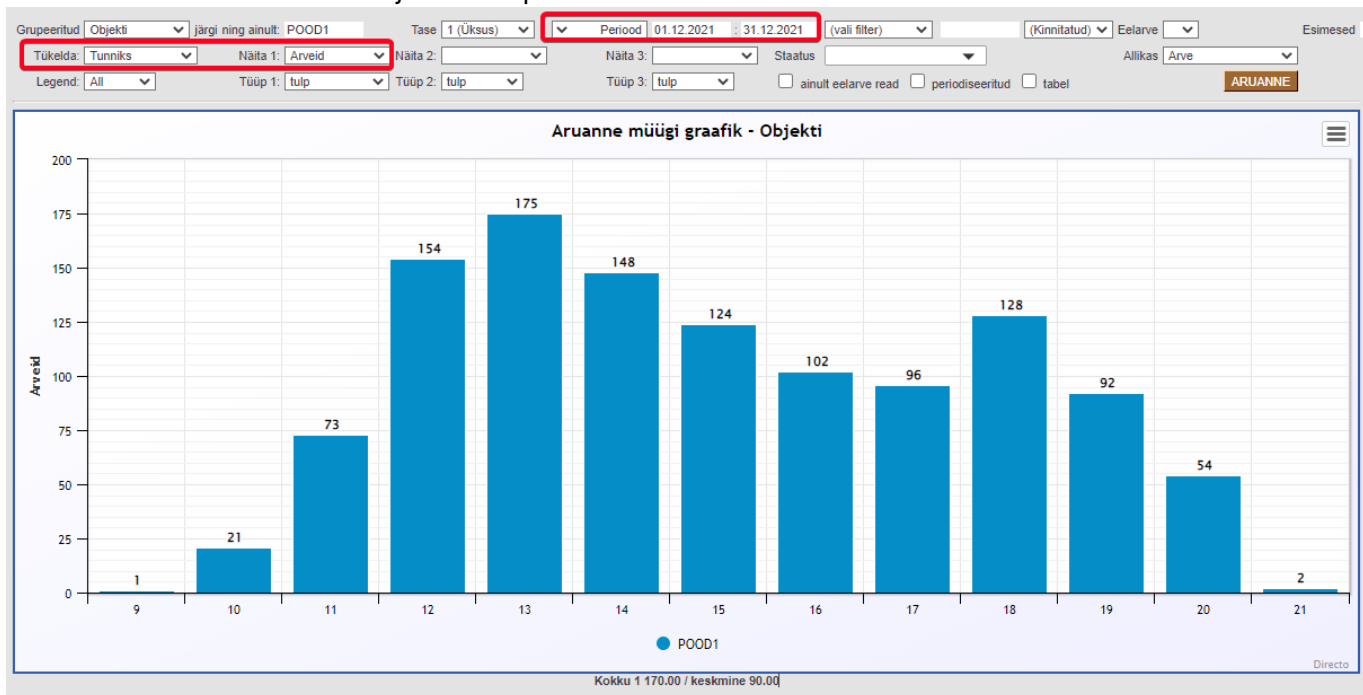 Grupeeritud Objekti järgi ning ainult: POOD1 Tase 1 (Üksus) Periood 01.12.2021 : 31.12.2021 (vali filter) (Kinnitatud) Eelarve Esimesed
Tükelda: Tunniks Näita 1: Arveid Näita 2: Näita 3: Staatus Allikas Arve
Legend: All Tüüp 1: tulp Tüüp 2: tulp Tüüp 3: tulp ainult eelarve read periodiseeritud tabel ARUANNE
Aruanne müügi graafik - Objekti
200
175
150
125
100
75
50
25
0
Arveid
1
21
73
154
175
148
124
102
96
128
92
54
2
9 10 11 12 13 14 15 16 17 18 19 20 21
POOD1
Directo
Kokku 1 170.00 / keskmine 90.00